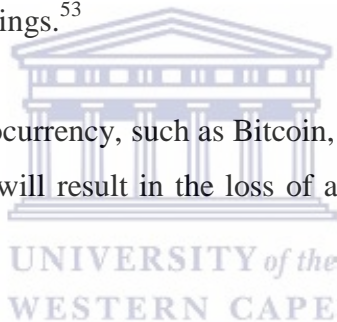 ings.53
ocurrency, such as Bitcoin,
will result in the loss of a
UNIVERSITY of the
WESTERN CAPE